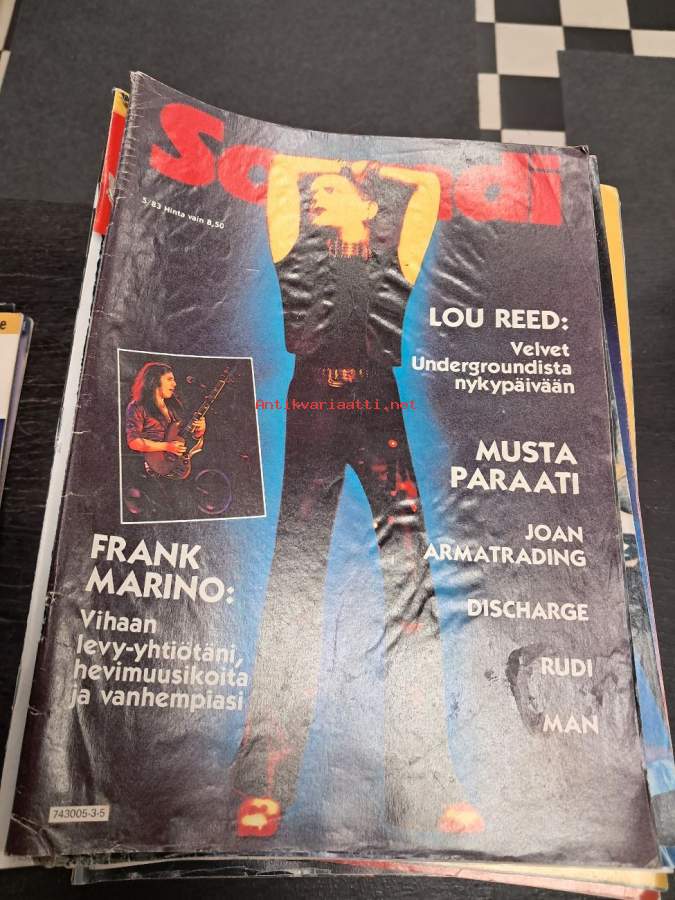 Soundi
3/83 Hinta vain 8,50
LOU REED:
Velvet
Undergroundista
nykypäivään
MUSTA
PARAATI
JOAN
ARMATRADING
DISCHARGE
RUDI
MAN
FRANK
MARINO:
Vihaan
levy-yhtiötäni,
hevimuusikoita
ja vanhempiasi
743005-3-5
Antikvariaatti.net